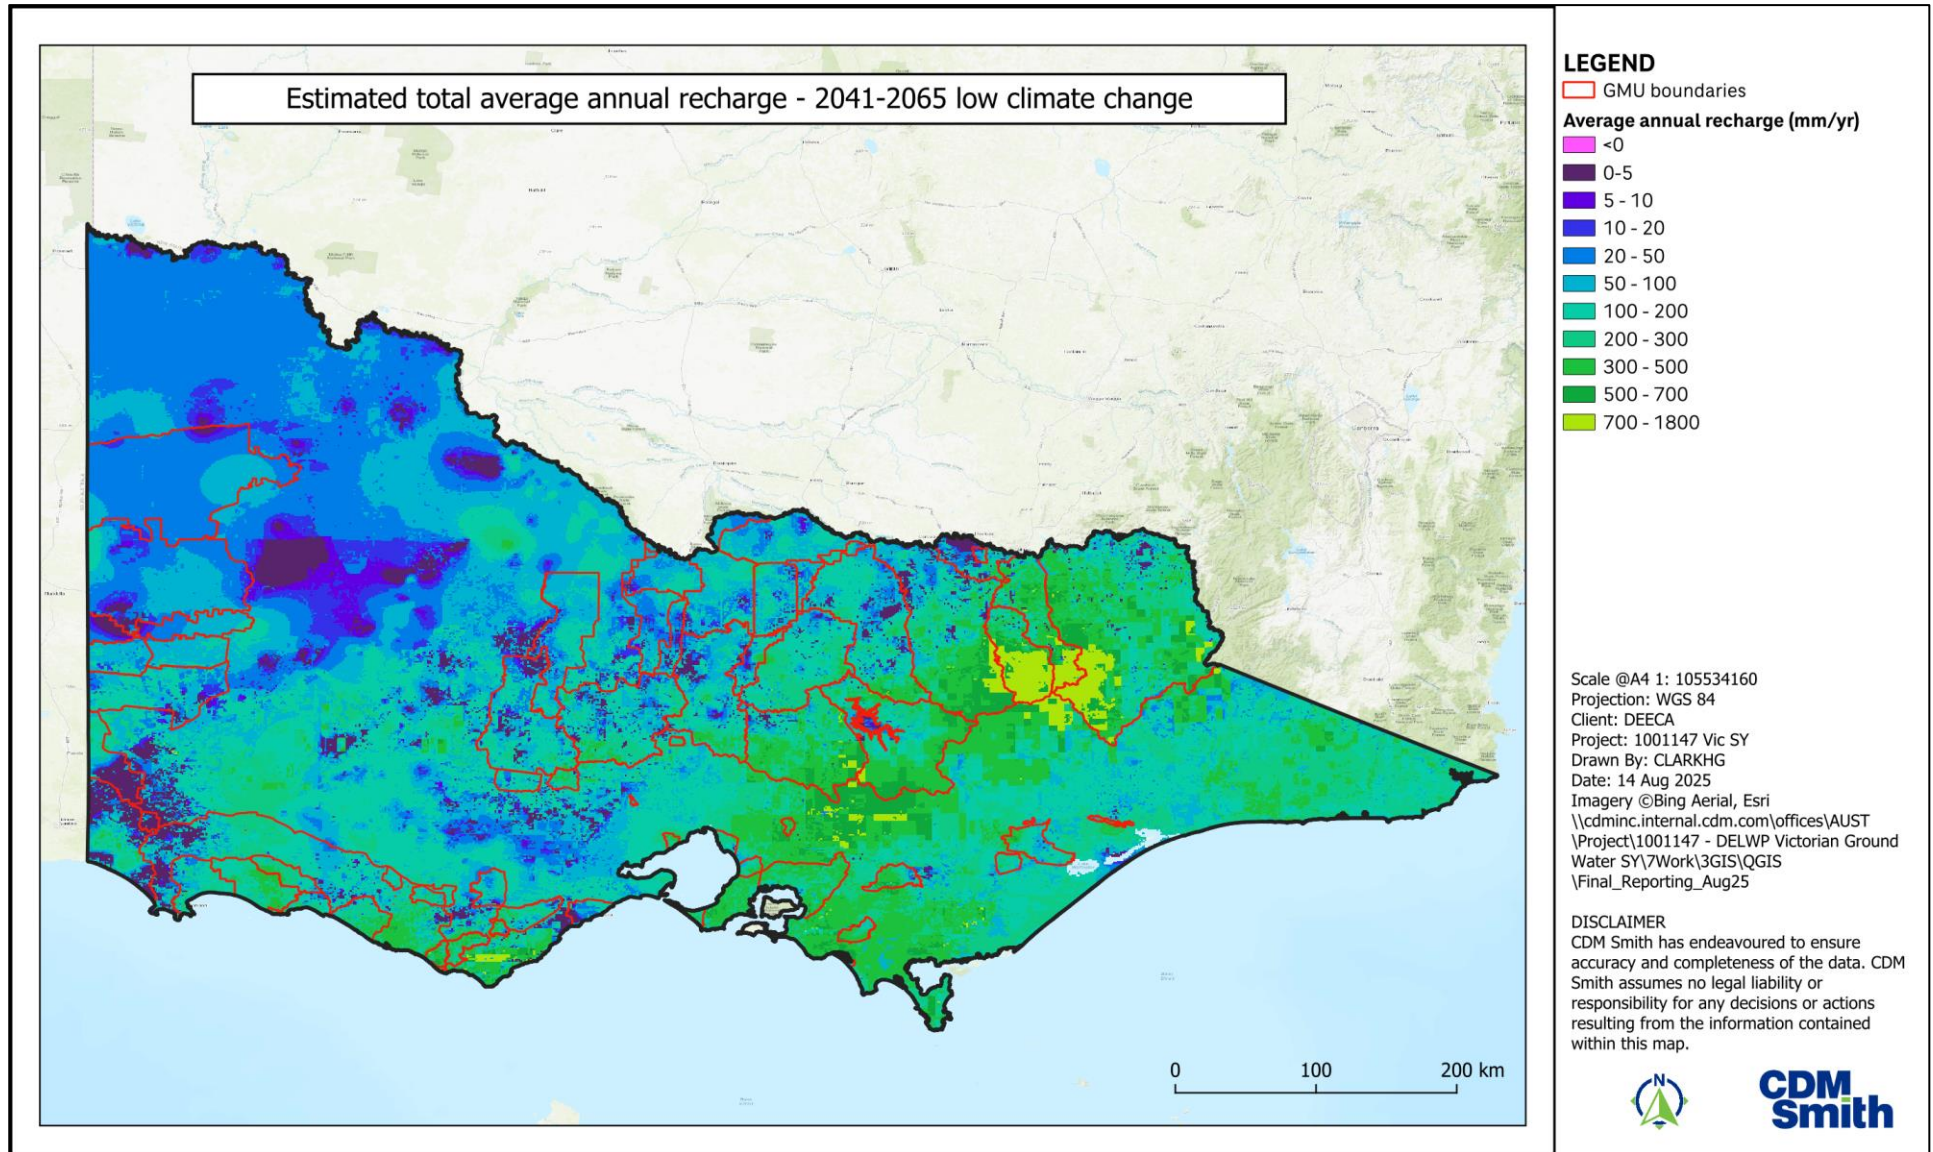 Estimated total average annual recharge - 2041-2065 low climate change
LEGEND
GMU boundaries
Average annual recharge (mm/yr)
<0
0-5
5 - 10
10 - 20
20 - 50
50 - 100
100 - 200
200 - 300
300 - 500
500 - 700
700 - 1800
Scale @A4 1: 105534160
Projection: WGS 84
Client: DEECA
Project: 1001147 Vic SY
Drawn By: CLARKHG
Date: 14 Aug 2025
Imagery ©Bing Aerial, Esri
\\cdminc.internal.cdm.com\offices\AUST
\Project\1001147 - DELWP Victorian Ground
Water SY\7Work\3GIS\QGIS
\Final_Reporting_Aug25
DISCLAIMER
CDM Smith has endeavoured to ensure
accuracy and completeness of the data. CDM
Smith assumes no legal liability or
responsibility for any decisions or actions
resulting from the information contained
within this map.
0 100 200 km
N
CDM
Smith